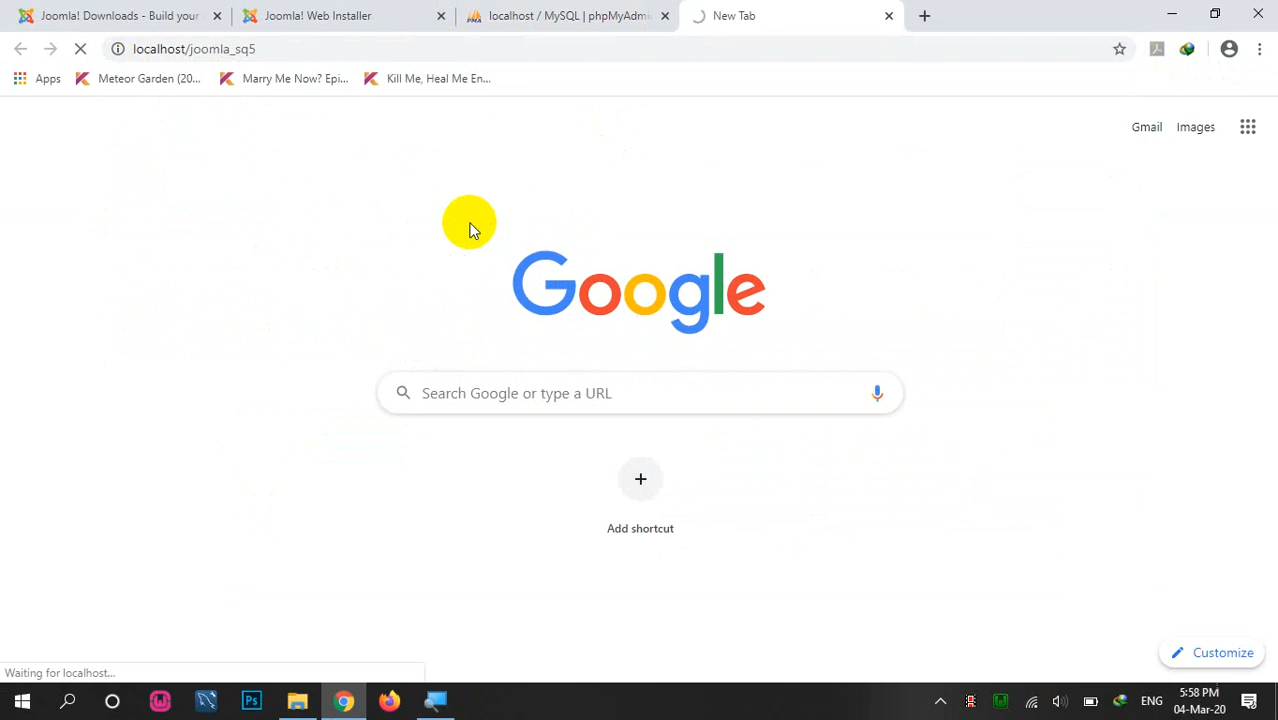 Joomla! Downloads - Build your
Joomla! Web Installer
localhost / MySQL | phpMyAdmi
New Tab
localhost/joomla_sq5
Apps
Meteor Garden (20...
Marry Me Now? Epi...
Kill Me, Heal Me En...
Gmail
Images
Google
Search Google or type a URL
Add shortcut
Customize
Waiting for localhost...
Ps
ENG
5:58 PM
04-Mar-20